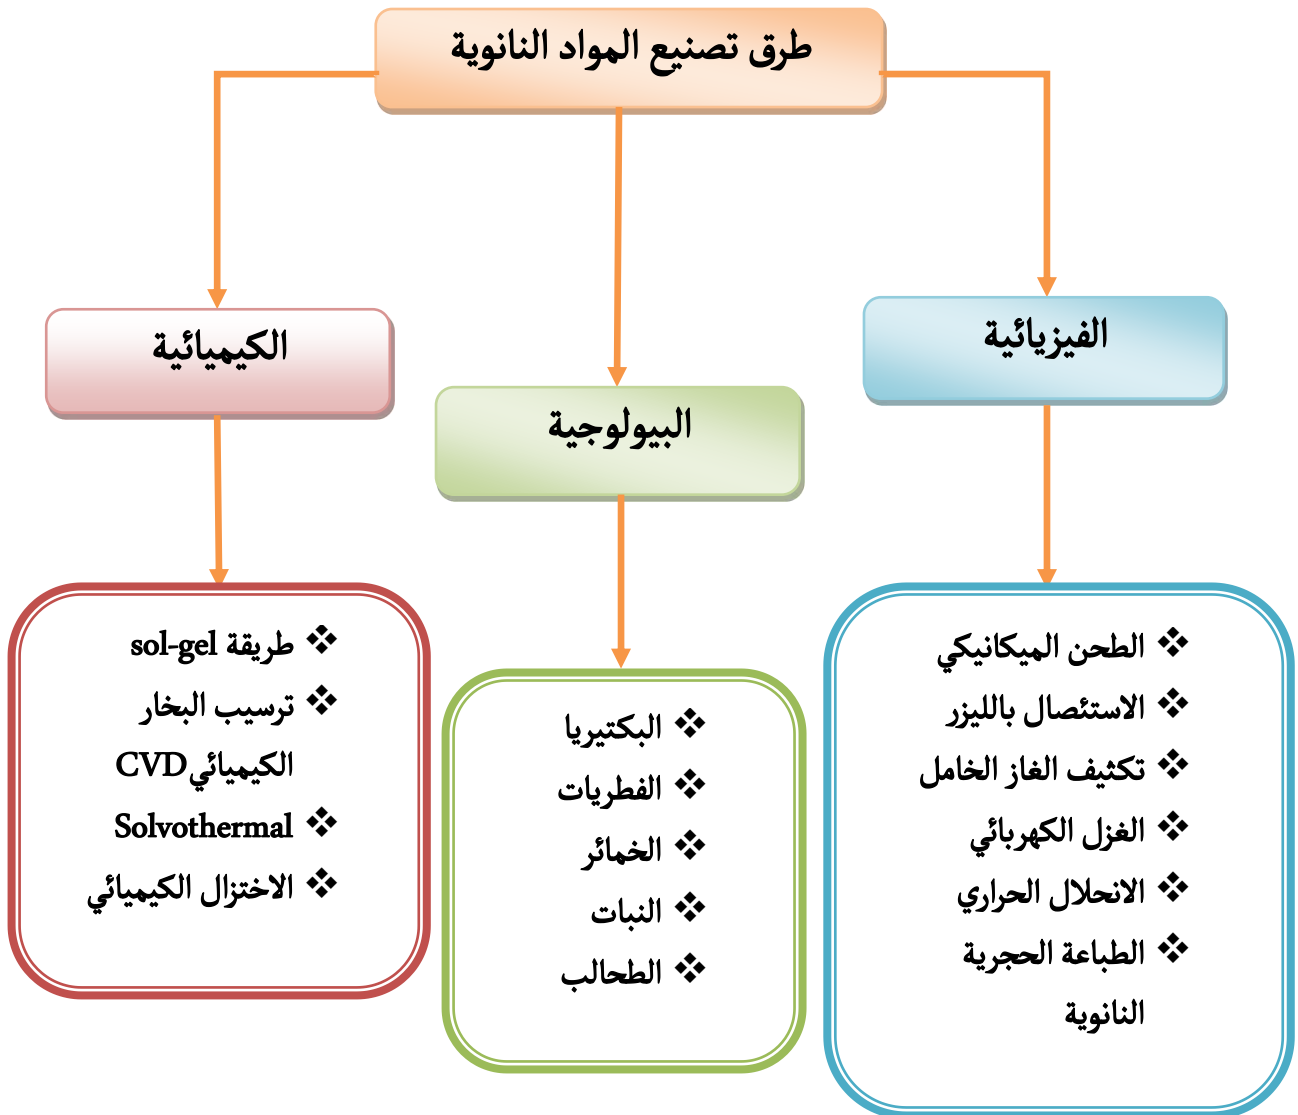 طرق تصنيع المواد النانوية
الفيزيائية
الكيميائية
البيولوجية
❖ الطحن الميكانيكي
❖ الاستئصال بالليزر
❖ تكثيف الغاز الخامل
❖ الغزل الكهربائي
❖ الانحلال الحراري
❖ الطباعة الحجرية
النانوية
❖ البكتيريا
❖ الفطريات
❖ الخمائر
❖ النبات
❖ الطحالب
❖ طريقة sol-gel
❖ ترسيب البخار
الكيميائيCVD
❖ Solvothermal
❖ الاختزال الكيميائي